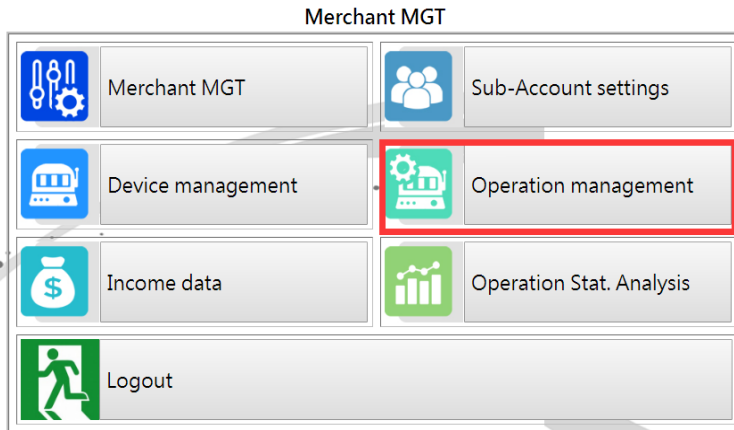 Merchant MGT
Merchant MGT
Sub-Account settings
Device management
Operation management
Income data
Operation Stat. Analysis
Logout